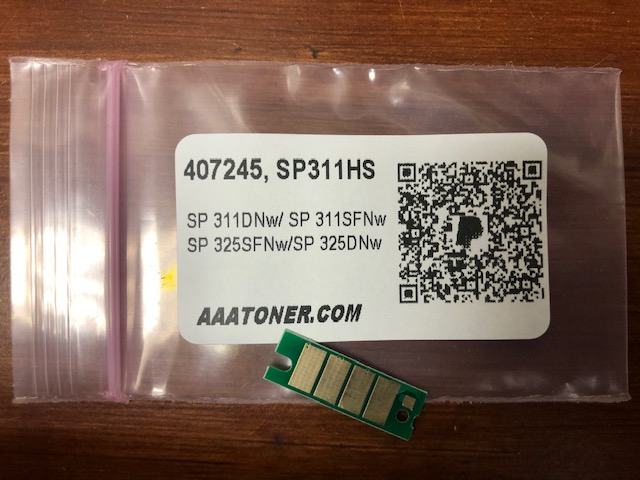 407245, SP311HS
SP 311DNw/ SP 311SFNw
SP 325SFNw/SP 325DNw
AAATONER.COM